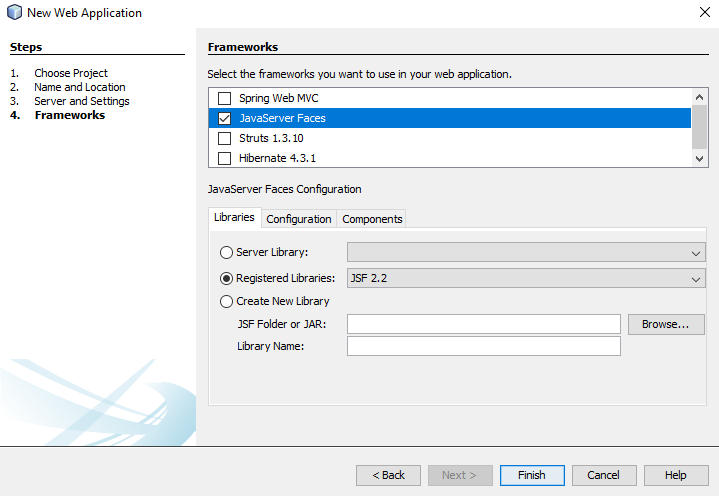 New Web Application
Steps
1. Choose Project
2. Name and Location
3. Server and Settings
4. Frameworks
Frameworks
Select the frameworks you want to use in your web application.
Spring Web MVC
JavaServer Faces
Struts 1.3.10
Hibernate 4.3.1
JavaServer Faces Configuration
Libraries Configuration Components
Server Library:
Registered Libraries: JSF 2.2
Create New Library
JSF Folder or JAR: Browse...
Library Name:
< Back Next > Finish Cancel Help